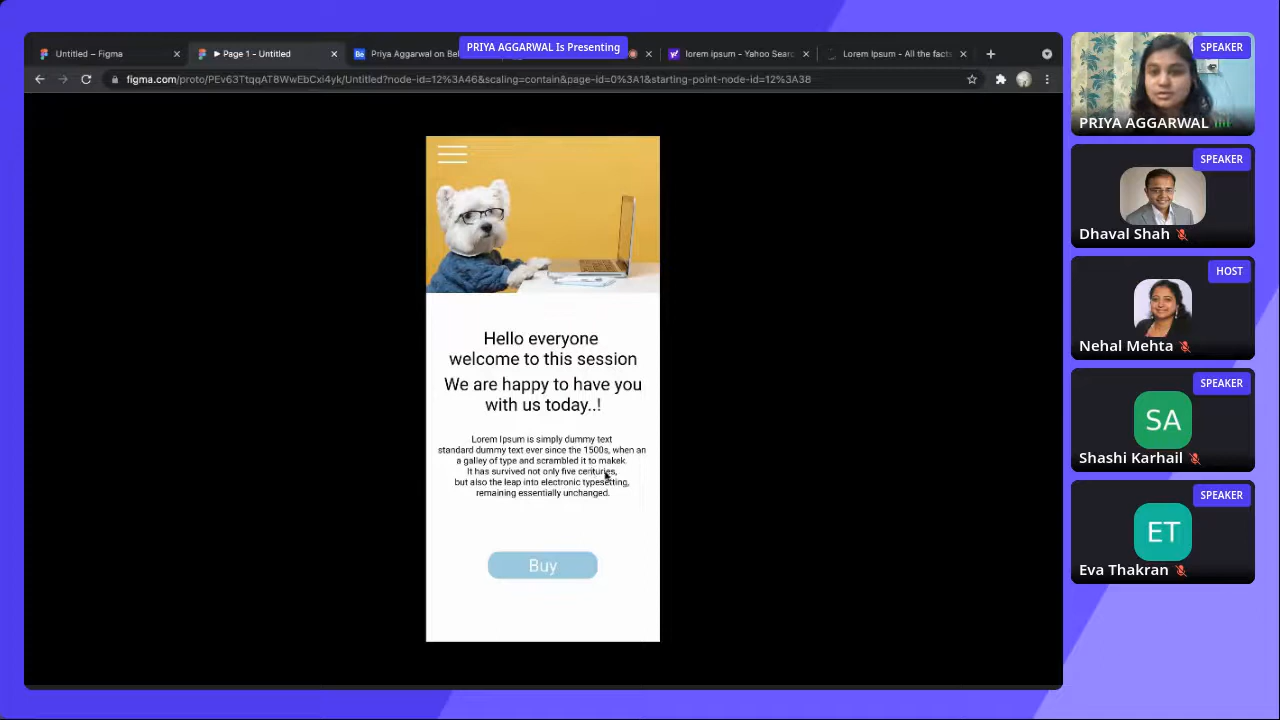 Untitled – Figma
Page 1 - Untitled
Priya Aggarwal on Be
PRIYA AGGARWAL Is Presenting
lorem ipsum - Yahoo Searc
Lorem Ipsum - All the facts
figma.com/proto/PEv63TtqqAT8WwEbCxi4yk/Untitled?node-id=12%3A46&scaling=contain&page-id=0%3A1&starting-point-node-id=12%3A38
Hello everyone
welcome to this session
We are happy to have you
with us today..!
Lorem Ipsum is simply dummy text
standard dummy text ever since the 1500s, when an
a galley of type and scrambled it to makek.
It has survived not only five centuries,
but also the leap into electronic typesetting,
remaining essentially unchanged.
Buy
SPEAKER
PRIYA AGGARWAL
SPEAKER
Dhaval Shah
HOST
Nehal Mehta
SPEAKER
SA
Shashi Karhail
SPEAKER
ET
Eva Thakran